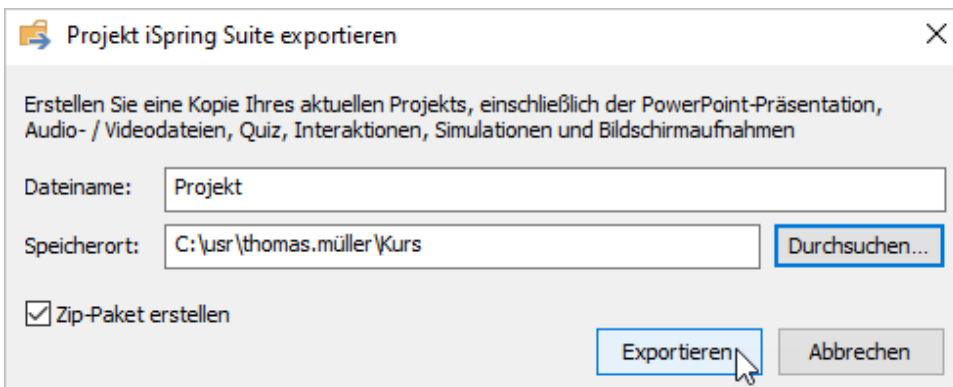 Projekt iSpring Suite exportieren
Erstellen Sie eine Kopie Ihres aktuellen Projekts, einschließlich der PowerPoint-Präsentation,
Audio- / Videodateien, Quiz, Interaktionen, Simulationen und Bildschirmaufnahmen
Dateiname: Projekt
Speicherort: C:\usr\thomas.müller\Kurs Durchsuchen...
Zip-Paket erstellen
Exportieren Abbrechen